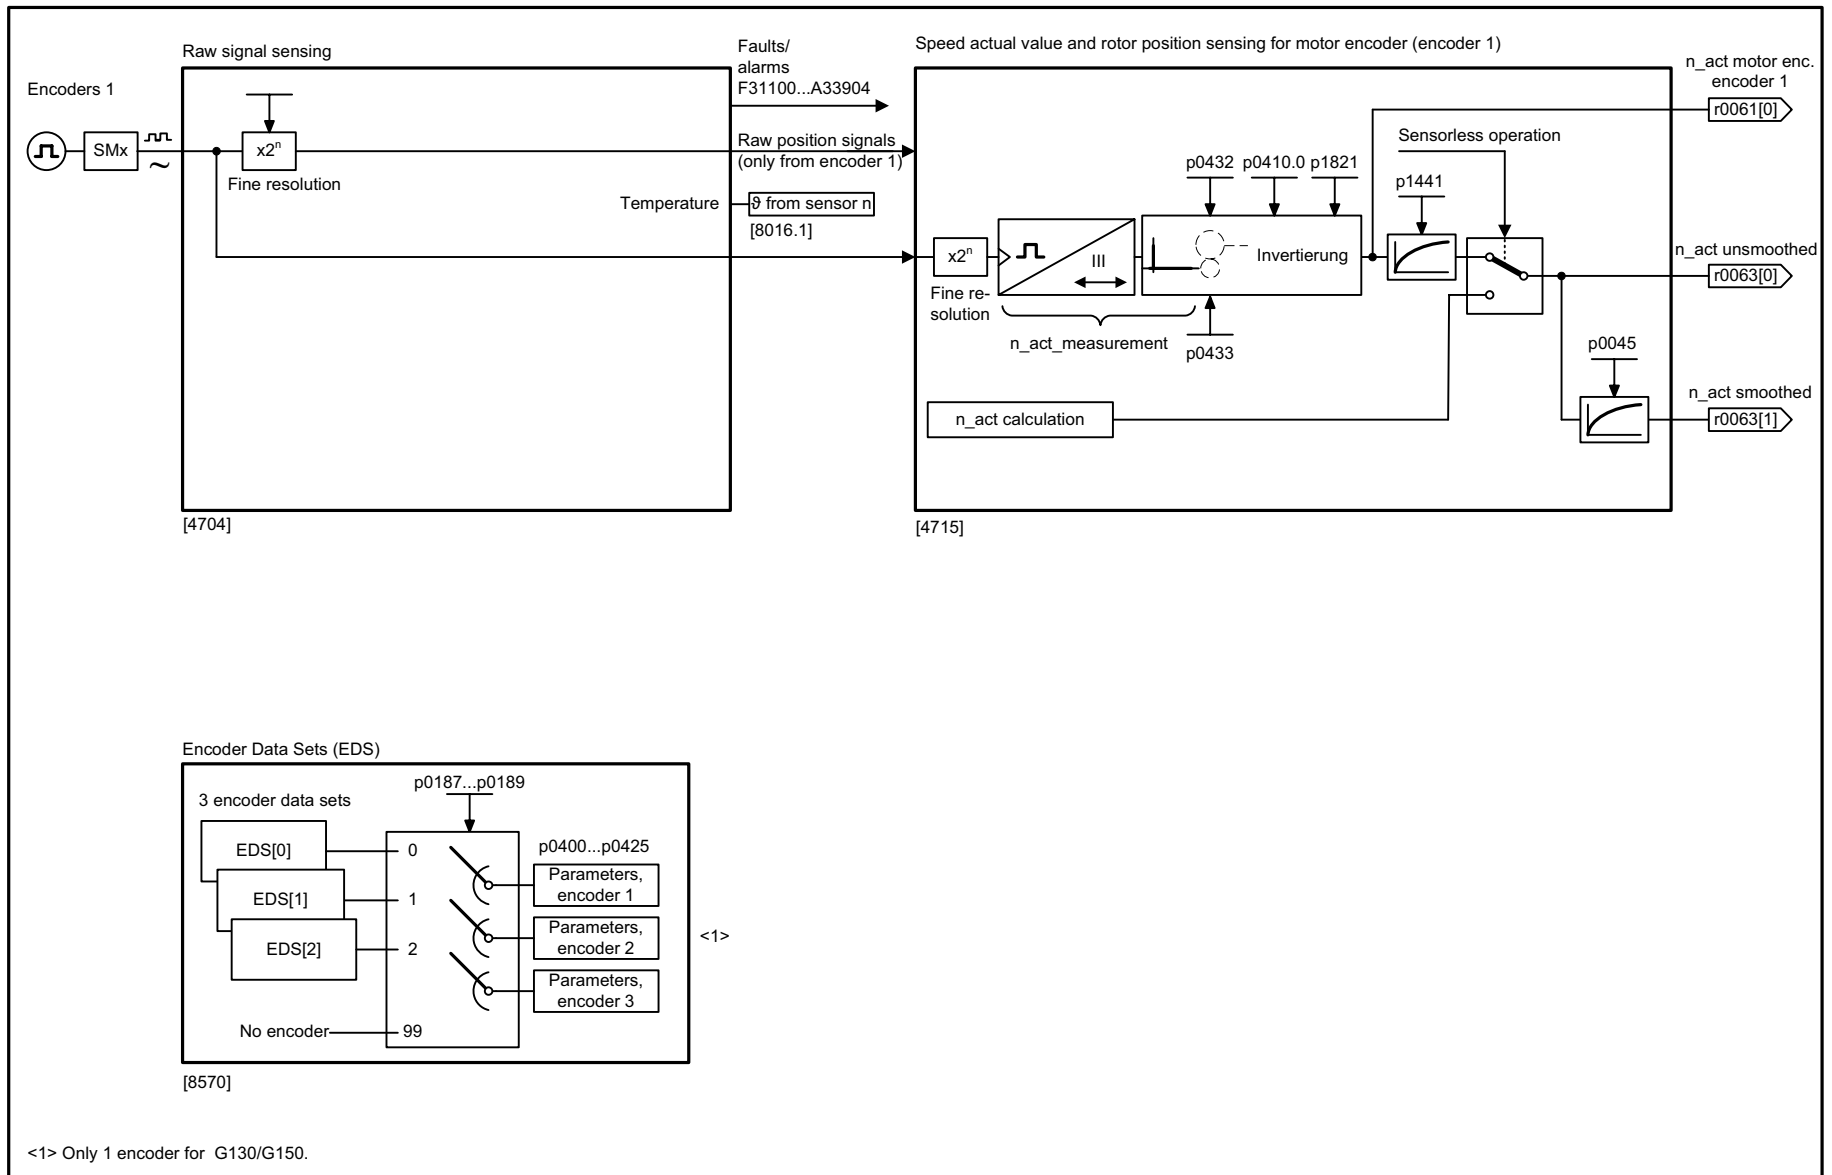 Raw signal sensing
Encoders 1
SMx
x2ⁿ
Fine resolution
Faults/
alarms
F31100...A33904
Raw position signals
(only from encoder 1)
Temperature
ϑ from sensor n
[8016.1]
[4704]
Speed actual value and rotor position sensing for motor encoder (encoder 1)
n_act motor enc.
encoder 1
r0061[0]
Sensorless operation
p0432
p0410.0
p1821
p1441
x2ⁿ
Fine re-
solution
III
Invertierung
n_act_measurement
p0433
n_act unsmoothed
r0063[0]
p0045
n_act calculation
n_act smoothed
r0063[1]
[4715]
Encoder Data Sets (EDS)
3 encoder data sets
p0187...p0189
EDS[0]
0
p0400...p0425
Parameters,
encoder 1
EDS[1]
1
Parameters,
encoder 2
<1>
EDS[2]
2
Parameters,
encoder 3
No encoder
99
[8570]
<1> Only 1 encoder for G130/G150.